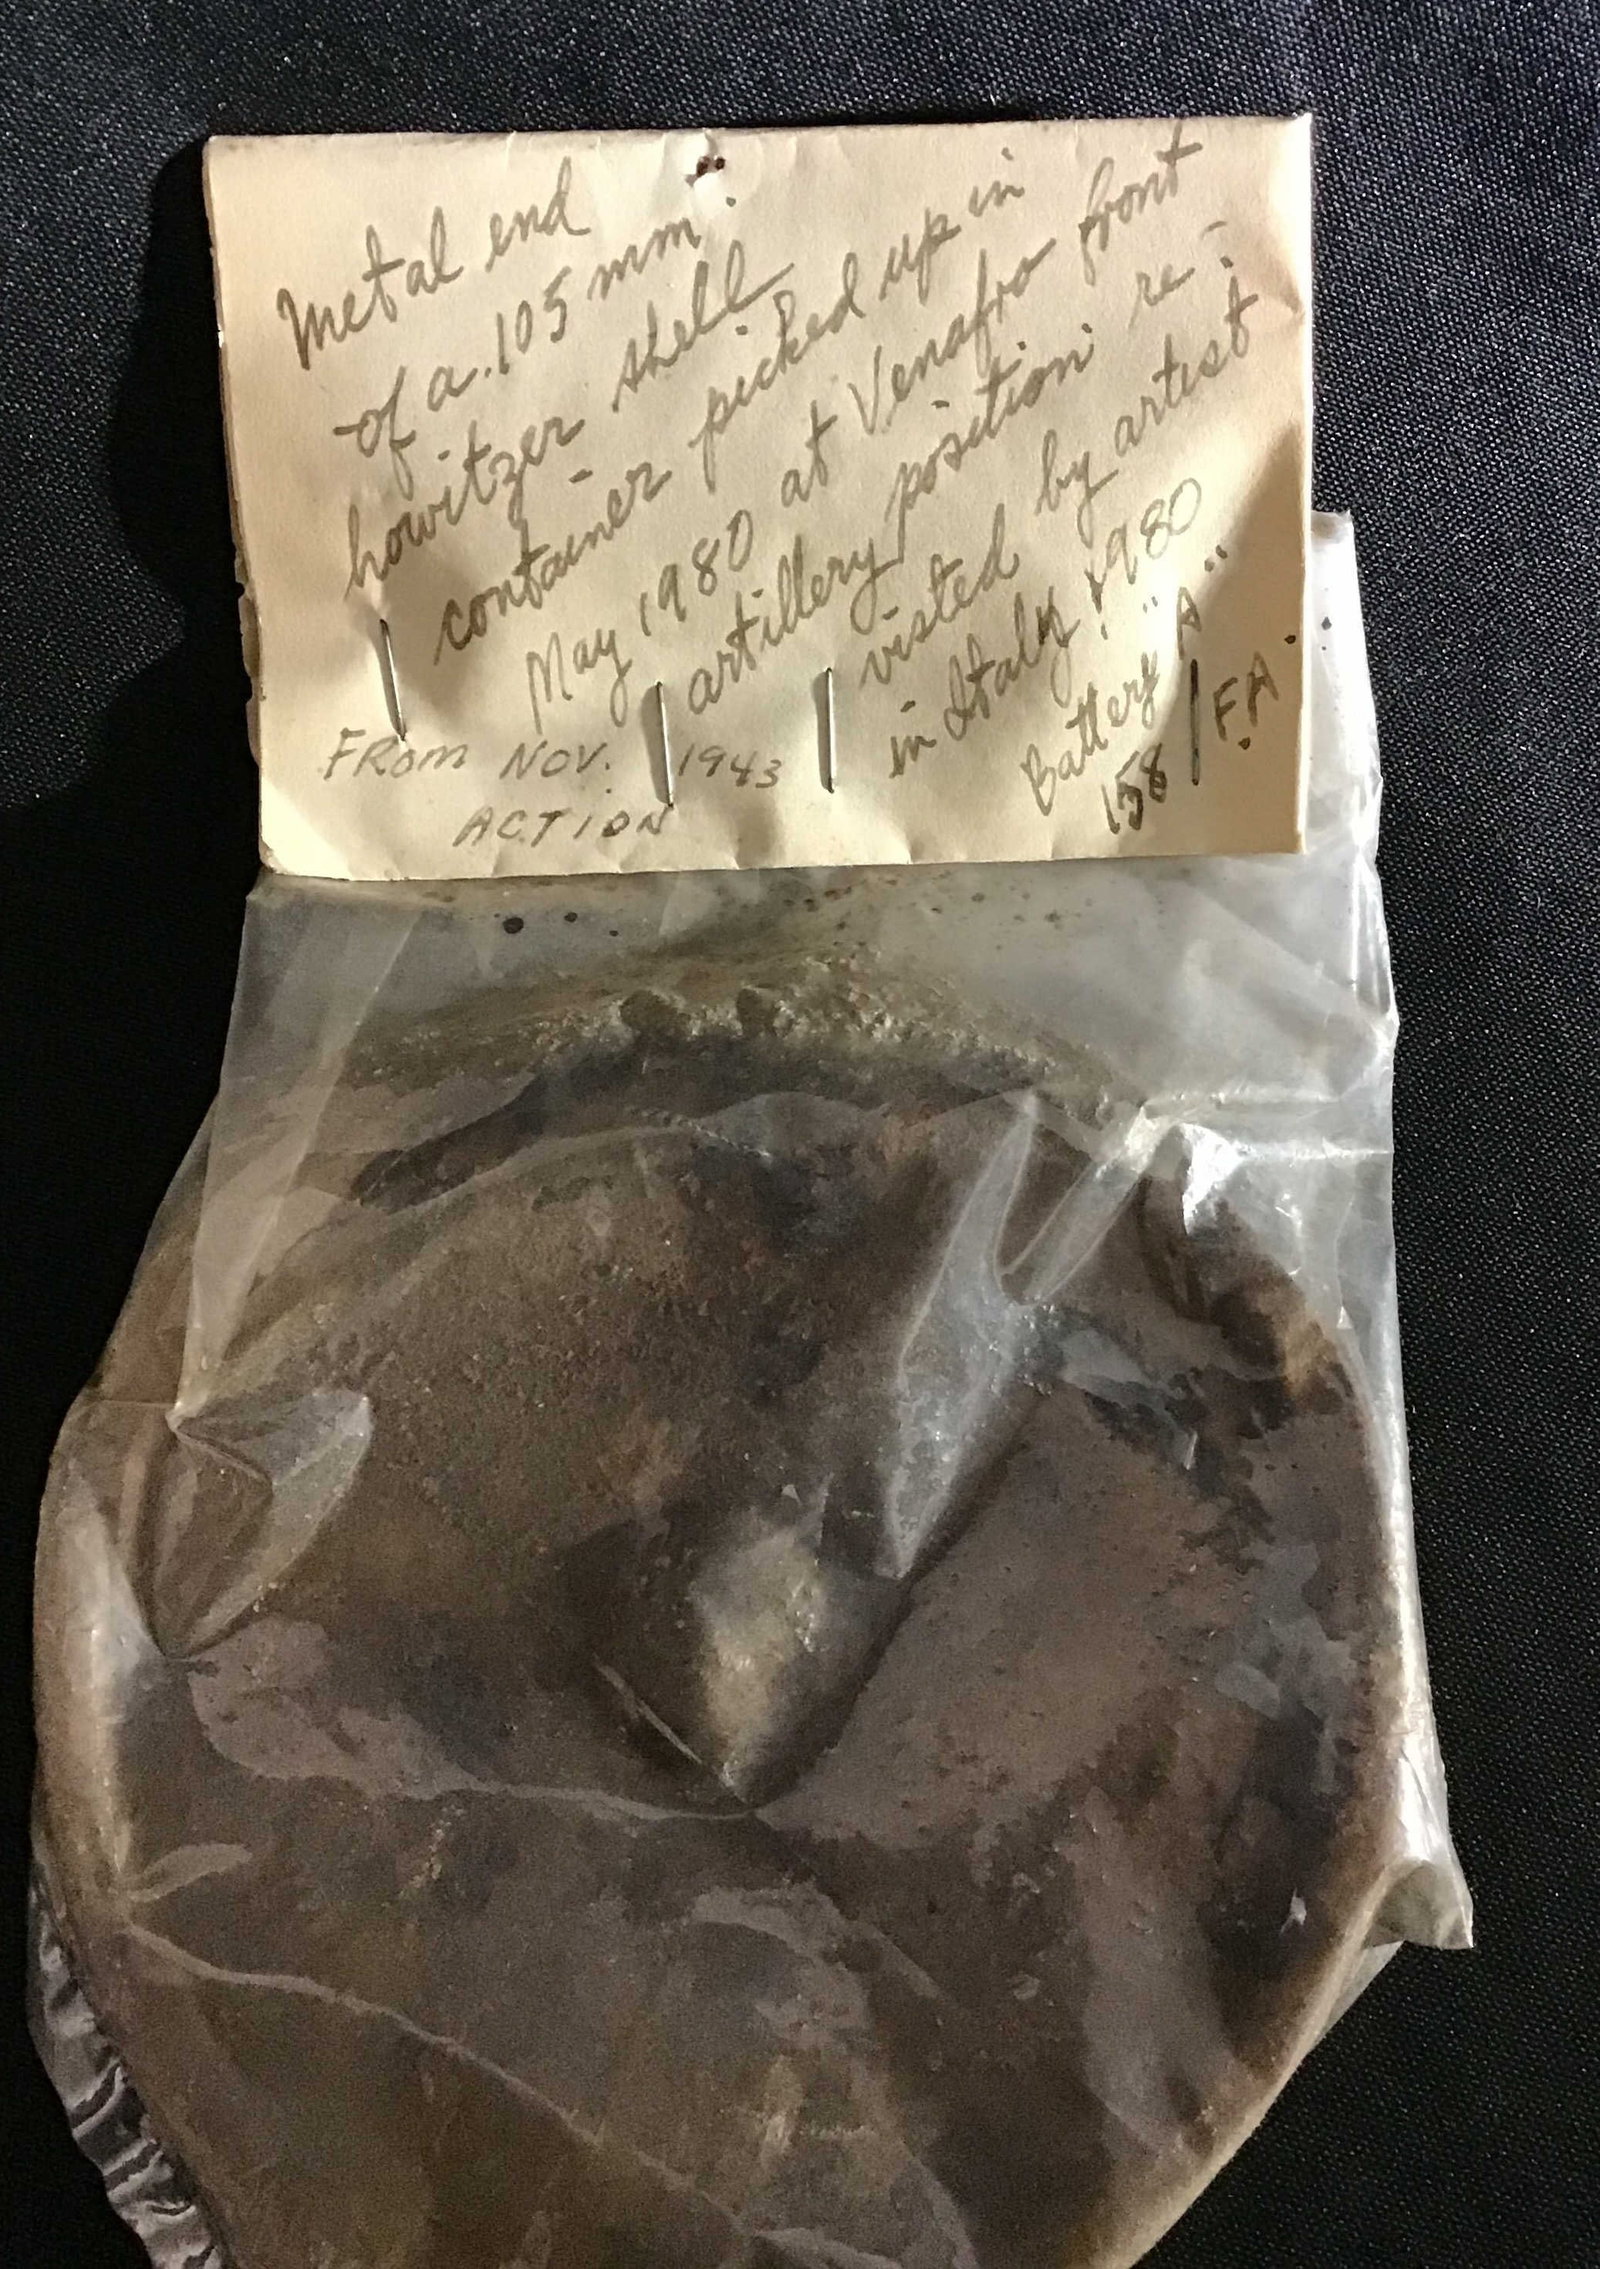 Metal end
of a. 105 mm.
howitzer shell
container picked up in
May 1980 at Venafro front
artillery position re-
visted by artist
in Italy 1980
Battery "A"
158 F.A.
FROM NOV. 1943
ACTION